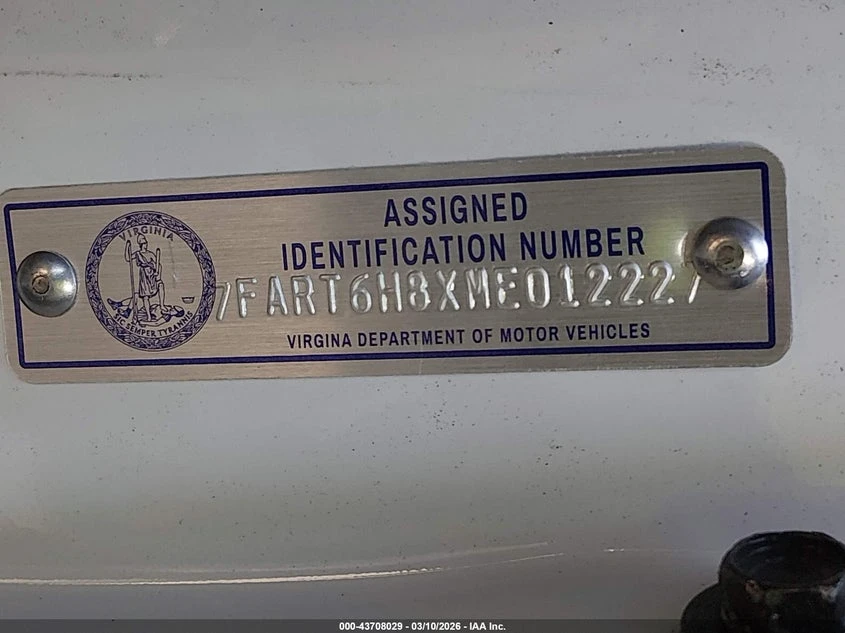 ASSIGNED
IDENTIFICATION NUMBER
7FART6H8XME012227
VIRGINA DEPARTMENT OF MOTOR VEHICLES
VIRGINIA
SIC SEMPER TYRANNIS
000-43708029 - 03/10/2026 - IAA Inc.